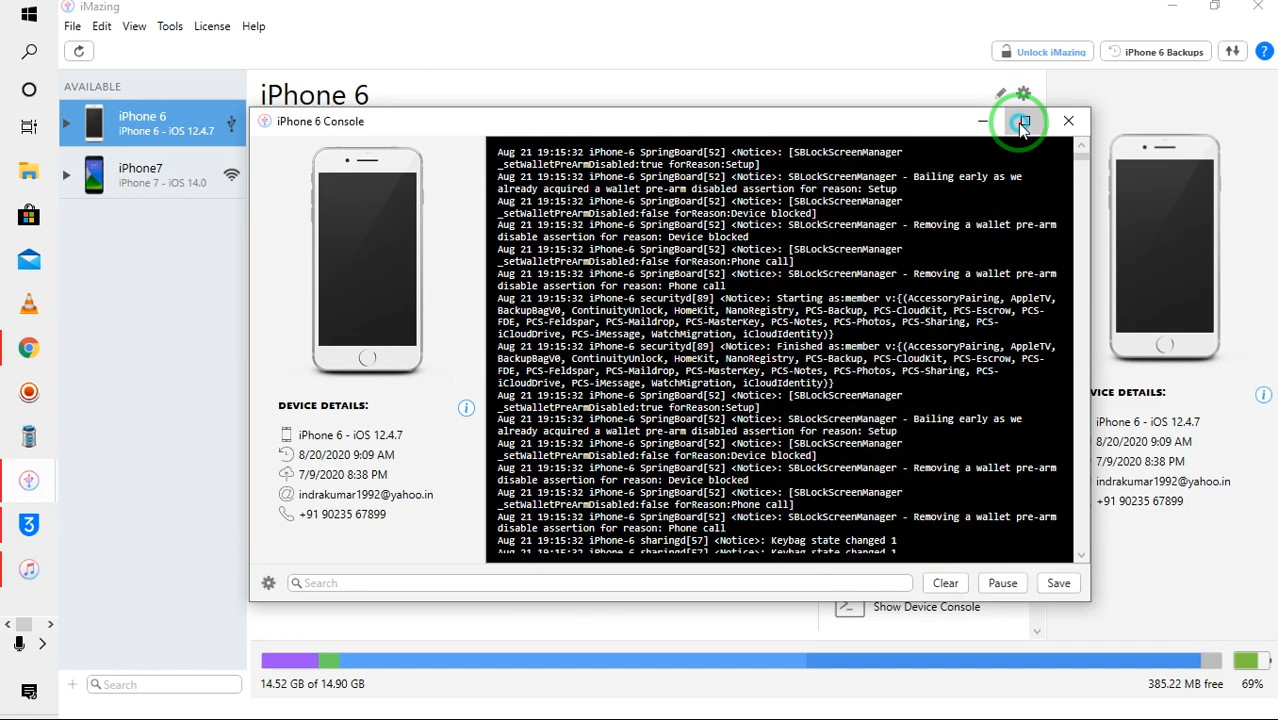 iMazing
File Edit View Tools License Help
Unlock iMazing
iPhone 6 Backups
?
AVAILABLE
iPhone 6
iPhone 6 - iOS 12.4.7
iPhone7
iPhone 7 - iOS 14.0
iPhone 6
iPhone 6 Console
Aug 21 19:15:32 iPhone-6 SpringBoard[52] <Notice>: [SBLockScreenManager
_setWalletPreArmDisabled:true forReason:Setup]
Aug 21 19:15:32 iPhone-6 SpringBoard[52] <Notice>: SBLockScreenManager - Bailing early as we
already acquired a wallet pre-arm disabled assertion for reason: Setup
Aug 21 19:15:32 iPhone-6 SpringBoard[52] <Notice>: [SBLockScreenManager
_setWalletPreArmDisabled:false forReason:Device blocked]
Aug 21 19:15:32 iPhone-6 SpringBoard[52] <Notice>: SBLockScreenManager - Removing a wallet pre-arm
disable assertion for reason: Device blocked
Aug 21 19:15:32 iPhone-6 SpringBoard[52] <Notice>: [SBLockScreenManager
_setWalletPreArmDisabled:false forReason:Phone call]
Aug 21 19:15:32 iPhone-6 SpringBoard[52] <Notice>: SBLockScreenManager - Removing a wallet pre-arm
disable assertion for reason: Phone call
Aug 21 19:15:32 iPhone-6 securityd[89] <Notice>: Starting as:member v:{(AccessoryPairing, AppleTV,
BackupBagV0, ContinuityUnlock, HomeKit, NanoRegistry, PCS-Backup, PCS-CloudKit, PCS-Escrow, PCS-
FDE, PCS-Feldspar, PCS-Maildrop, PCS-MasterKey, PCS-Notes, PCS-Photos, PCS-Sharing, PCS-
iCloudDrive, PCS-iMessage, WatchMigration, iCloudIdentity)}
Aug 21 19:15:32 iPhone-6 securityd[89] <Notice>: Finished as:member v:{(AccessoryPairing, AppleTV,
BackupBagV0, ContinuityUnlock, HomeKit, NanoRegistry, PCS-Backup, PCS-CloudKit, PCS-Escrow, PCS-
FDE, PCS-Feldspar, PCS-Maildrop, PCS-MasterKey, PCS-Notes, PCS-Photos, PCS-Sharing, PCS-
iCloudDrive, PCS-iMessage, WatchMigration, iCloudIdentity)}
Aug 21 19:15:32 iPhone-6 SpringBoard[52] <Notice>: [SBLockScreenManager
_setWalletPreArmDisabled:true forReason:Setup]
Aug 21 19:15:32 iPhone-6 SpringBoard[52] <Notice>: SBLockScreenManager - Bailing early as we
already acquired a wallet pre-arm disabled assertion for reason: Setup
Aug 21 19:15:32 iPhone-6 SpringBoard[52] <Notice>: [SBLockScreenManager
_setWalletPreArmDisabled:false forReason:Device blocked]
Aug 21 19:15:32 iPhone-6 SpringBoard[52] <Notice>: SBLockScreenManager - Removing a wallet pre-arm
disable assertion for reason: Device blocked
Aug 21 19:15:32 iPhone-6 SpringBoard[52] <Notice>: [SBLockScreenManager
_setWalletPreArmDisabled:false forReason:Phone call]
Aug 21 19:15:32 iPhone-6 SpringBoard[52] <Notice>: SBLockScreenManager - Removing a wallet pre-arm
disable assertion for reason: Phone call
Aug 21 19:15:32 iPhone-6 sharingd[57] <Notice>: Keybag state changed 1
Aug 21 19:15:32 iPhone-6 sharingd[57] <Notice>: Keybag state changed 1
DEVICE DETAILS:
iPhone 6 - iOS 12.4.7
8/20/2020 9:09 AM
7/9/2020 8:38 PM
indrakumar1992@yahoo.in
+91 90235 67899
VICE DETAILS:
iPhone 6 - iOS 12.4.7
8/20/2020 9:09 AM
7/9/2020 8:38 PM
indrakumar1992@yahoo.in
+91 90235 67899
Search
Clear
Pause
Save
Show Device Console
Search
14.52 GB of 14.90 GB
385.22 MB free
69%